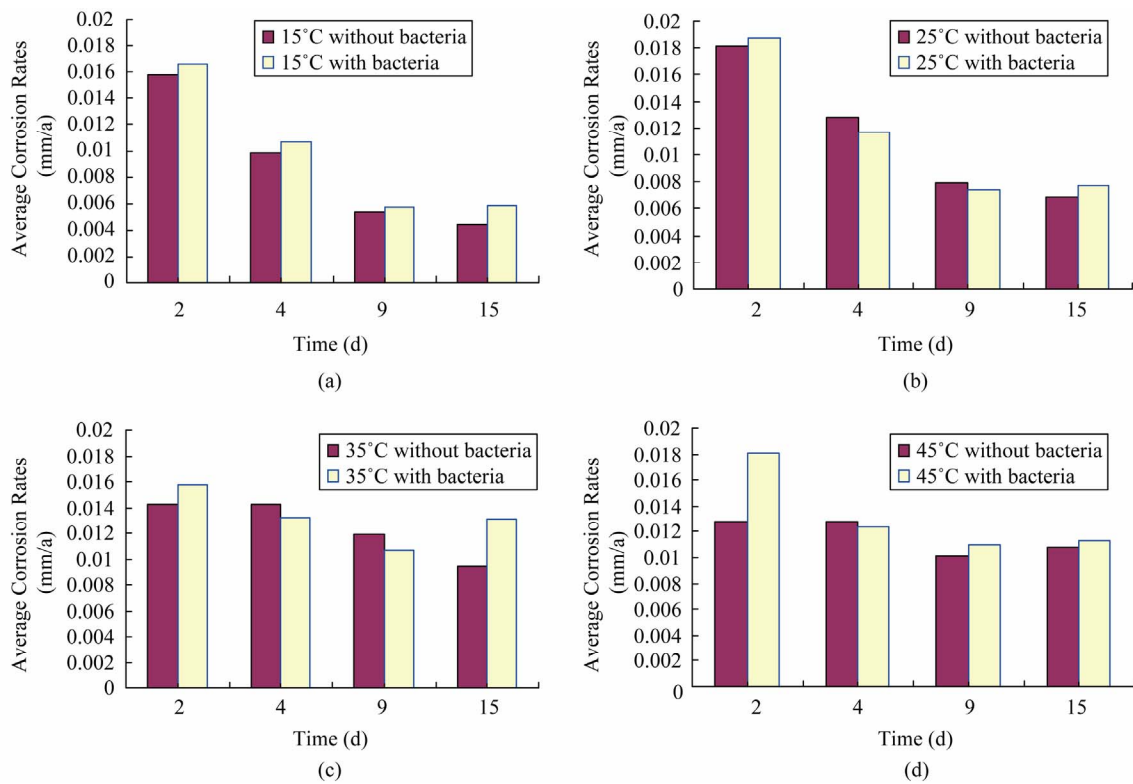 (a)
Average Corrosion Rates
(mm/a)
0.02
0.018
0.016
0.014
0.012
0.01
0.008
0.006
0.004
0.002
0
15°C without bacteria
15°C with bacteria
2 4 9 15
Time (d)
(a)
Average Corrosion Rates
(mm/a)
0.02
0.018
0.016
0.014
0.012
0.01
0.008
0.006
0.004
0.002
0
25°C without bacteria
25°C with bacteria
2 4 9 15
Time (d)
(b)
Average Corrosion Rates
(mm/a)
0.02
0.018
0.016
0.014
0.012
0.01
0.008
0.006
0.004
0.002
0
35°C without bacteria
35°C with bacteria
2 4 9 15
Time (d)
(c)
Average Corrosion Rates
(mm/a)
0.02
0.018
0.016
0.014
0.012
0.01
0.008
0.006
0.004
0.002
0
45°C without bacteria
45°C with bacteria
2 4 9 15
Time (d)
(d)